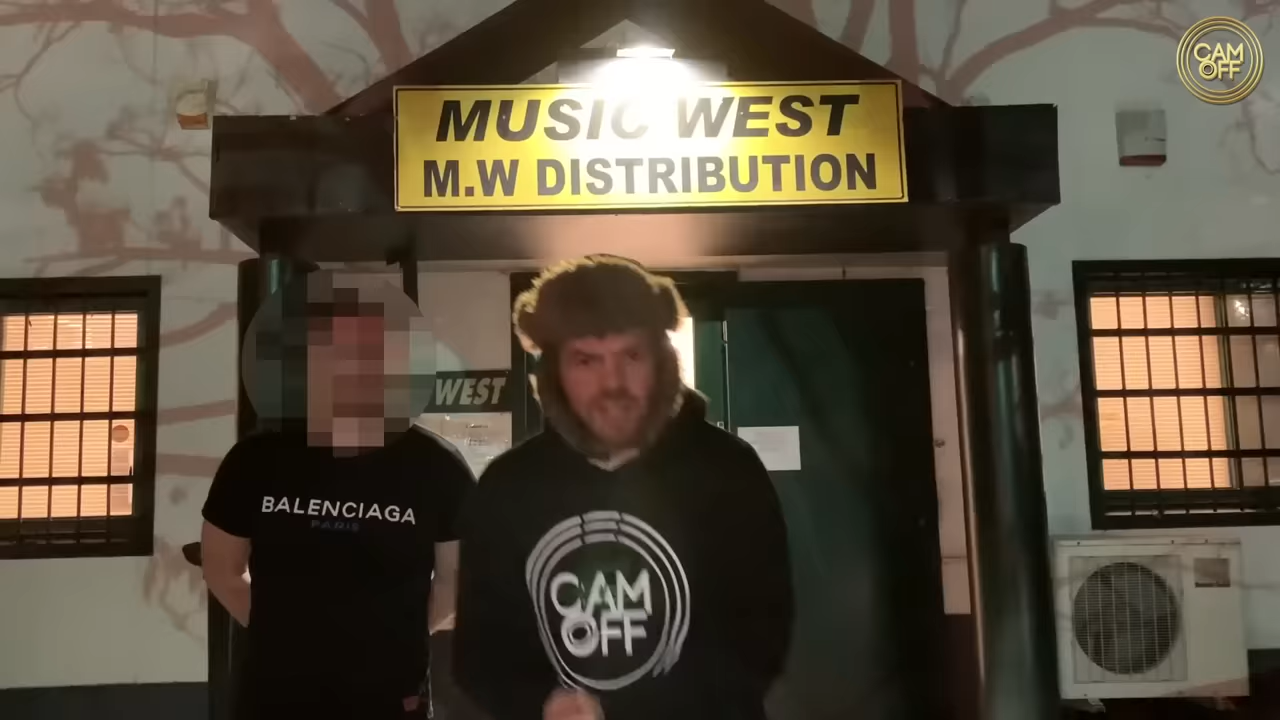 CAM
OFF
MUSIC WEST
M.W DISTRIBUTION
WEST
BALENCIAGA
PARIS
CAM
OFF